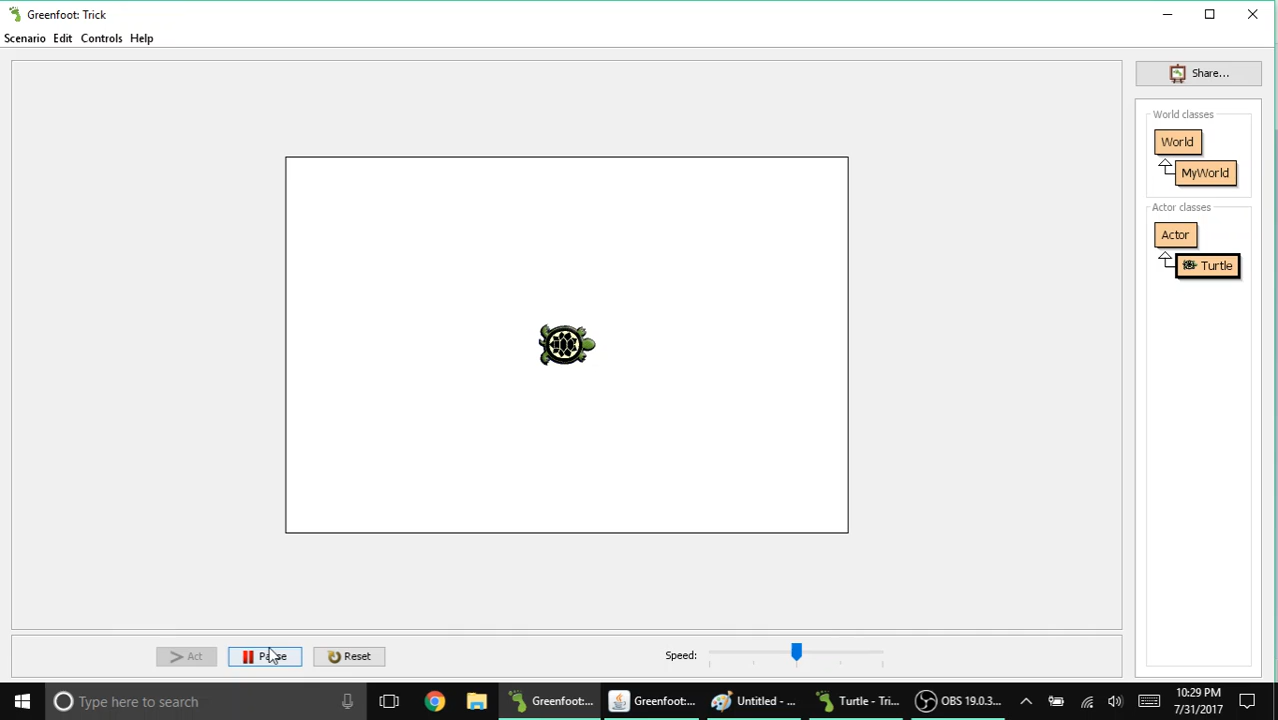 Greenfoot: Trick
Scenario Edit Controls Help
Share...
World classes
World
MyWorld
Actor classes
Actor
Turtle
> Act Pause Reset Speed:
Type here to search Greenfoot:... Greenfoot:... Untitled - ... Turtle - Tri... OBS 19.0.3... 10:29 PM
7/31/2017